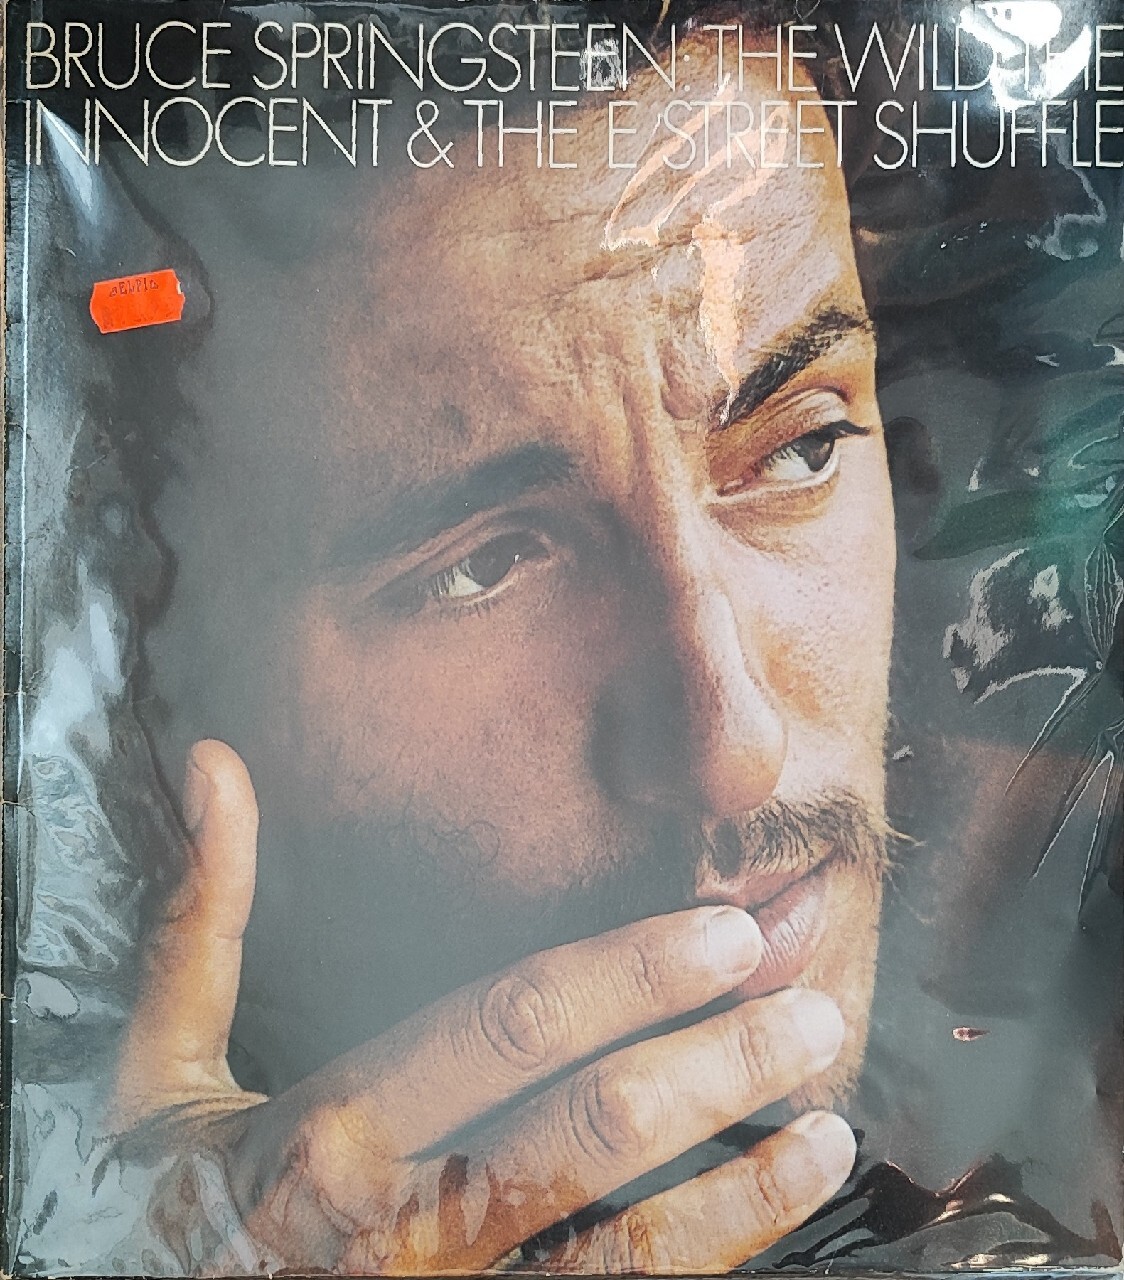 BRUCE SPRINGSTEEN: THE WILD, THE
INNOCENT & THE E STREET SHUFFLE